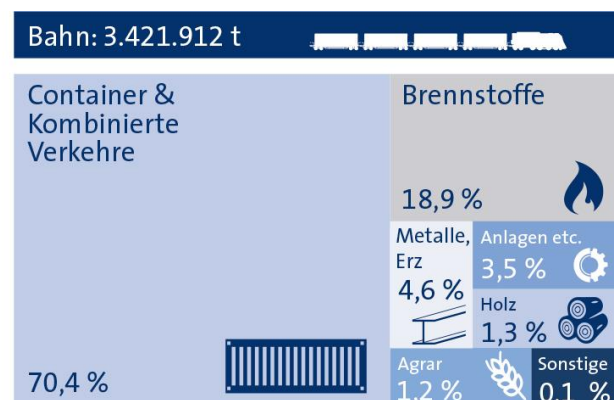 Bahn: 3.421.912 t
Container &
Kombinierte
Verkehre
70,4 %
Brennstoffe
18,9 %
Metalle,
Erz
4,6 %
Anlagen etc.
3,5 %
Holz
1,3 %
Agrar
1,2 %
Sonstige
0,1 %